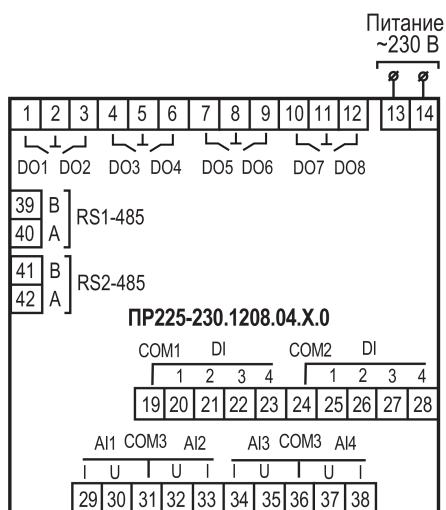 Питание
~230 В
1 2 3 4 5 6 7 8 9 10 11 12 13 14
DO1 DO2 DO3 DO4 DO5 DO6 DO7 DO8
39 B
RS1-485
40 A
41 B
RS2-485
42 A
ПР225-230.1208.04.X.0
COM1 DI COM2 DI
1 2 3 4 1 2 3 4
19 20 21 22 23 24 25 26 27 28
AI1 COM3 AI2 AI3 COM3 AI4
I U U I I U U I
29 30 31 32 33 34 35 36 37 38